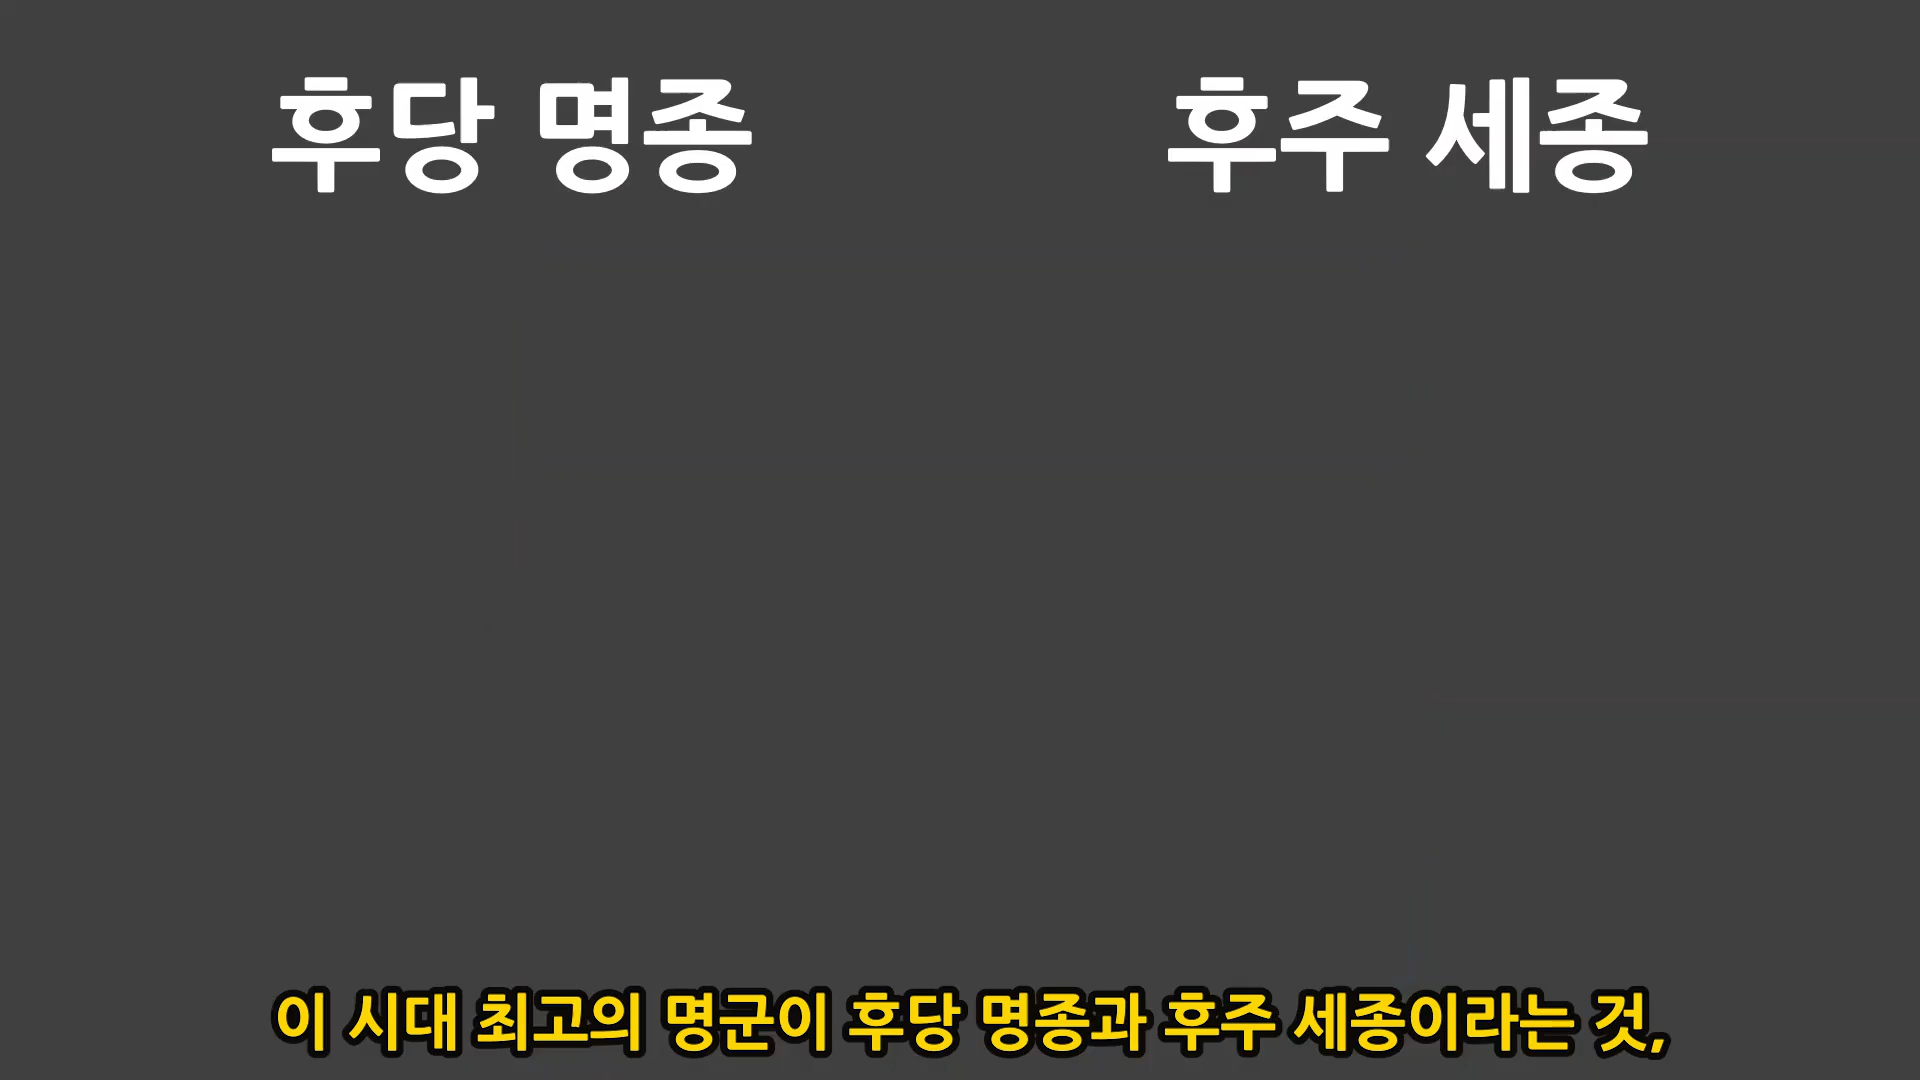 후당 명종 후주 세종
이 시대 최고의 명군이 후당 명종과 후주 세종이라는 것,